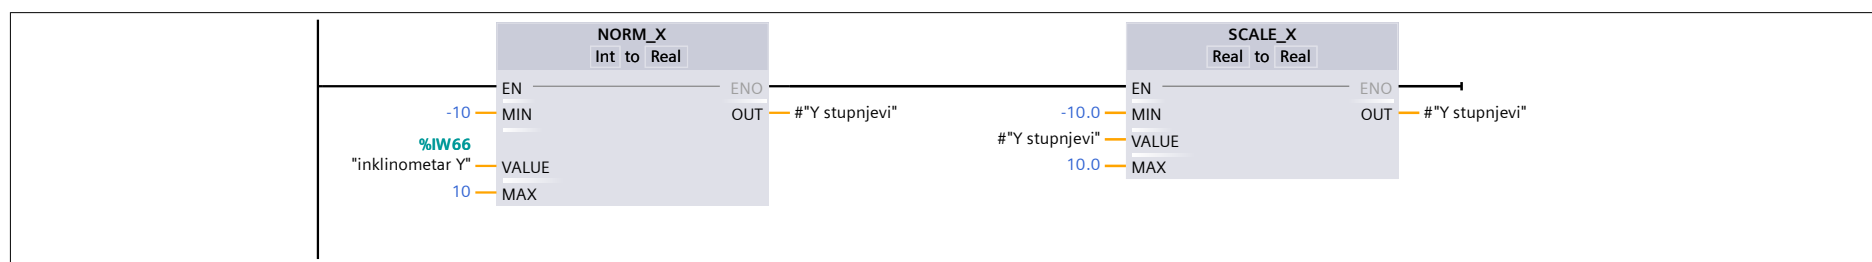 NORM_X
Int to Real
EN ENO
-10 MIN OUT #"Y stupnjevi"
%IW66
"inklinometar Y" VALUE
10 MAX
SCALE_X
Real to Real
EN ENO
-10.0 MIN OUT #"Y stupnjevi"
#"Y stupnjevi" VALUE
10.0 MAX